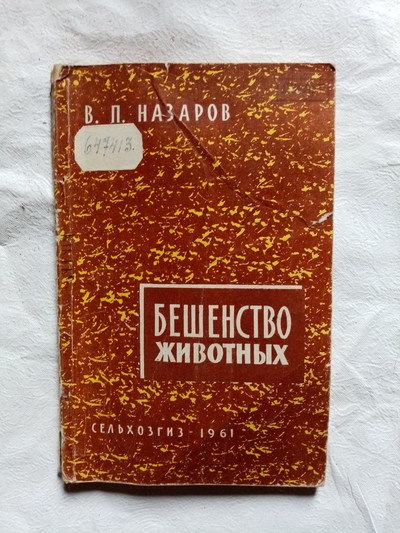 В. П. НАЗАРОВ
647413.
БЕШЕНСТВО
ЖИВОТНЫХ
СЕЛЬХОЗГИЗ - 1961